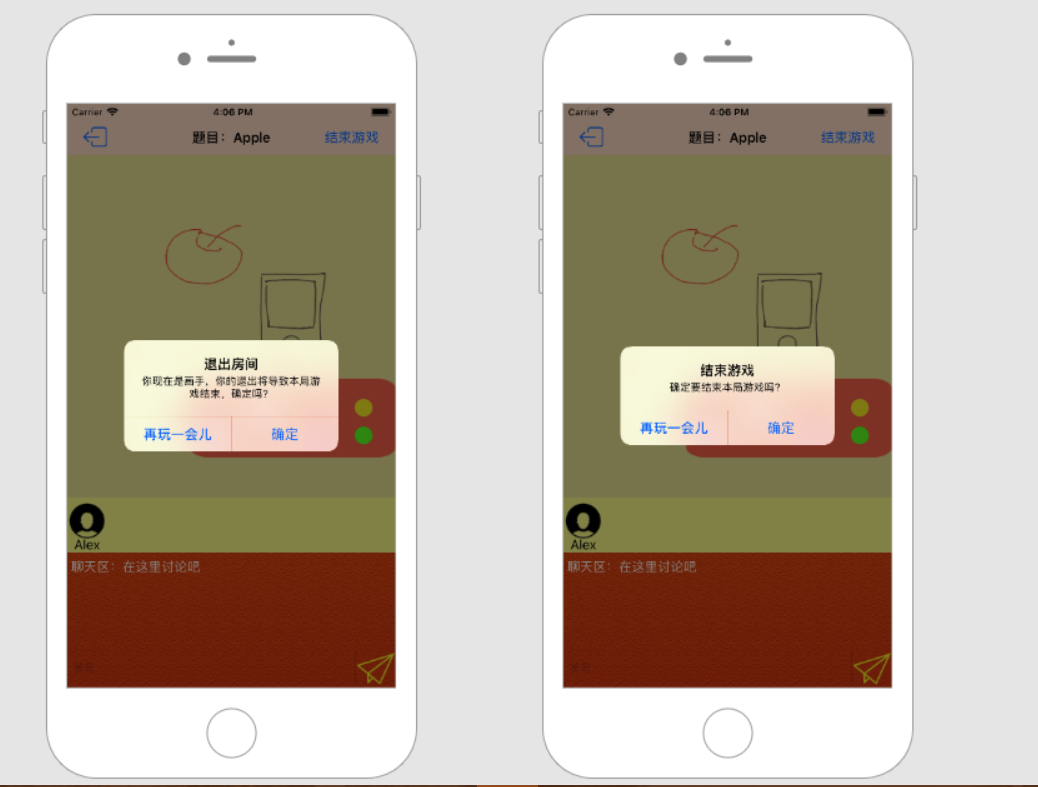 Carrier 4:06 PM
题目：Apple 结束游戏
退出房间
你现在是画手，你的退出将导致本局游
戏结束，确定吗？
再玩一会儿 确定
Alex
聊天区：在这里讨论吧
Carrier 4:06 PM
题目：Apple 结束游戏
结束游戏
确定要结束本局游戏吗？
再玩一会儿 确定
Alex
聊天区：在这里讨论吧